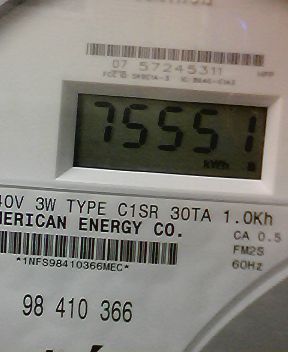 07 57245311
75551
kWh
40V 3W TYPE C1SR 30TA 1.0Kh
MERICAN ENERGY CO.
CA 0.5
FM2S
60Hz
*1NFS98410366MEC*
98 410 366